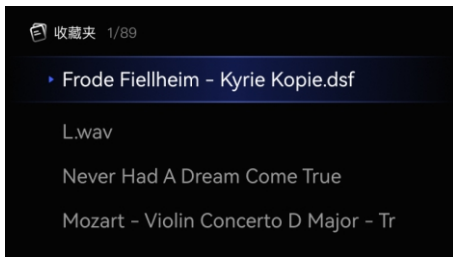 收藏夹 1/89
Frode Fiellheim - Kyrie Kopie.dsf
L.wav
Never Had A Dream Come True
Mozart - Violin Concerto D Major - Tr